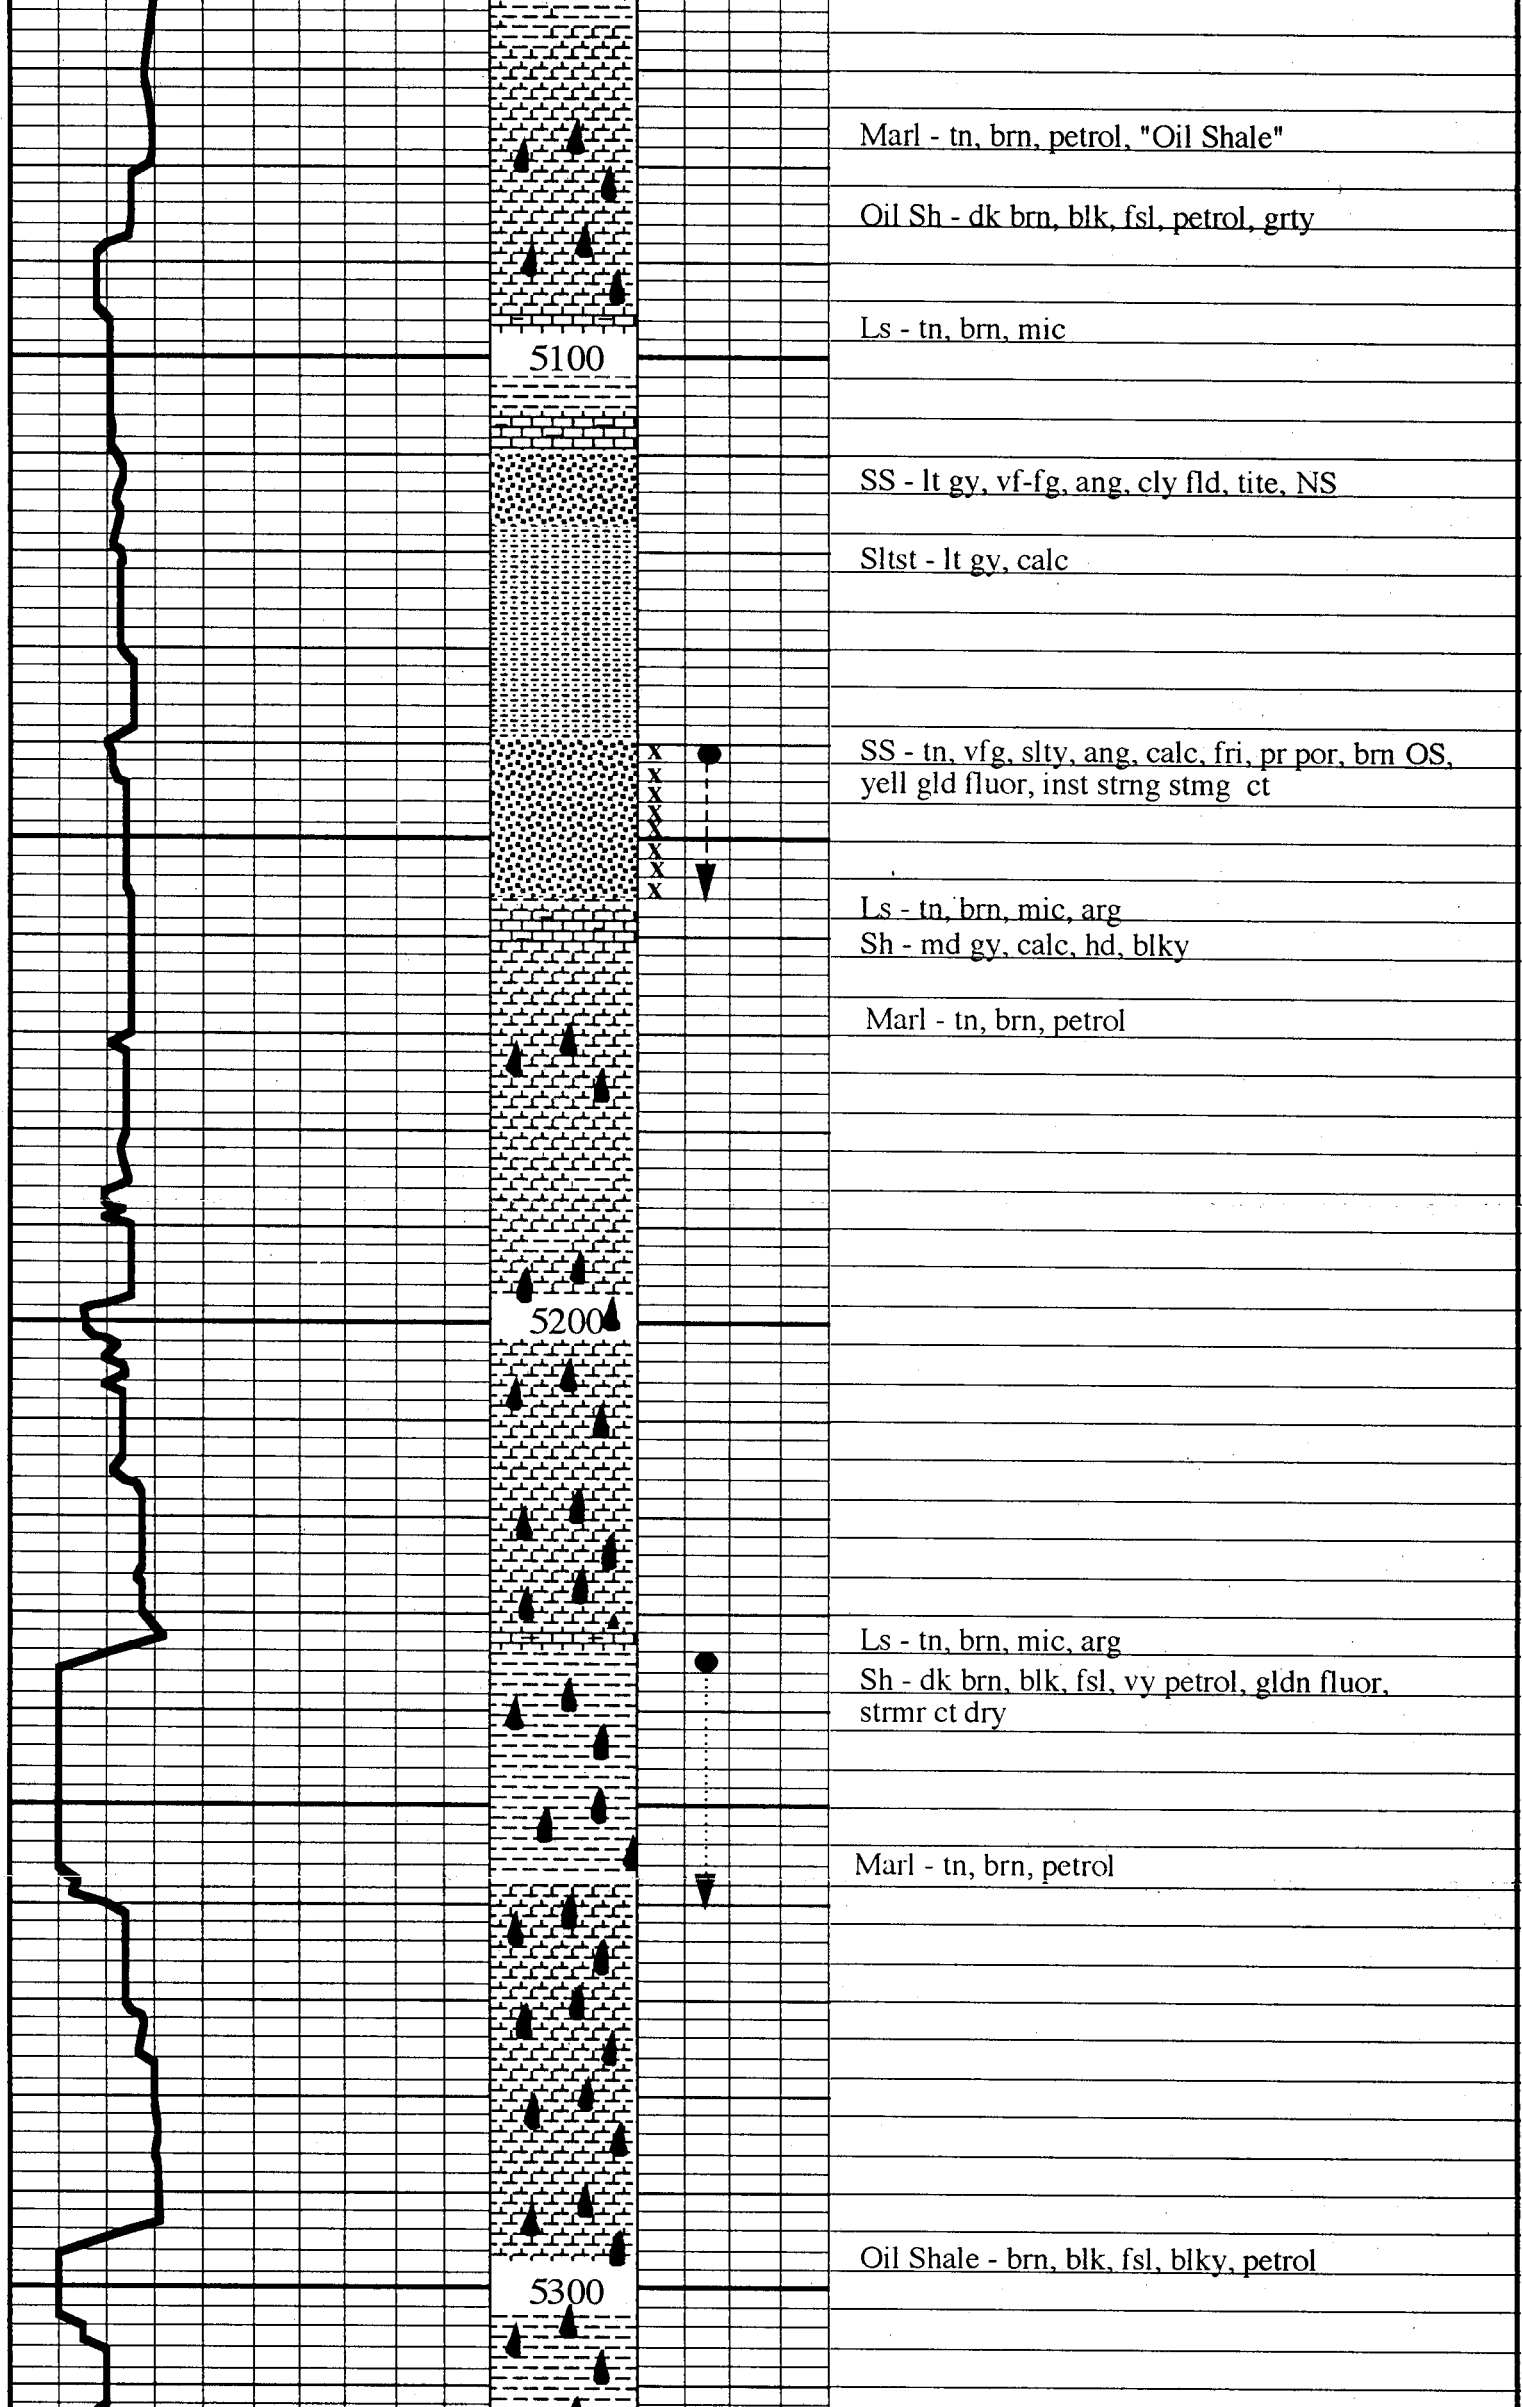 Marl - tn, brn, petrol, "Oil Shale"
Oil Sh - dk brn, blk, fsl, petrol, grty
Ls - tn, brn, mic
5100
SS - lt gy, vf-fg, ang, cly fld, tite, NS
Sltst - lt gy, calc
x
SS - tn, vfg, slty, ang, calc, fri, pr por, brn OS,
x
yell gld fluor, inst strng stmg ct
x
x
x
x
x
x
Ls - tn, brn, mic, arg
Sh - md gy, calc, hd, blky
Marl - tn, brn, petrol
5200
Ls - tn, brn, mic, arg
Sh - dk brn, blk, fsl, vy petrol, gldn fluor,
strmr ct dry
Marl - tn, brn, petrol
Oil Shale - brn, blk, fsl, blky, petrol
5300